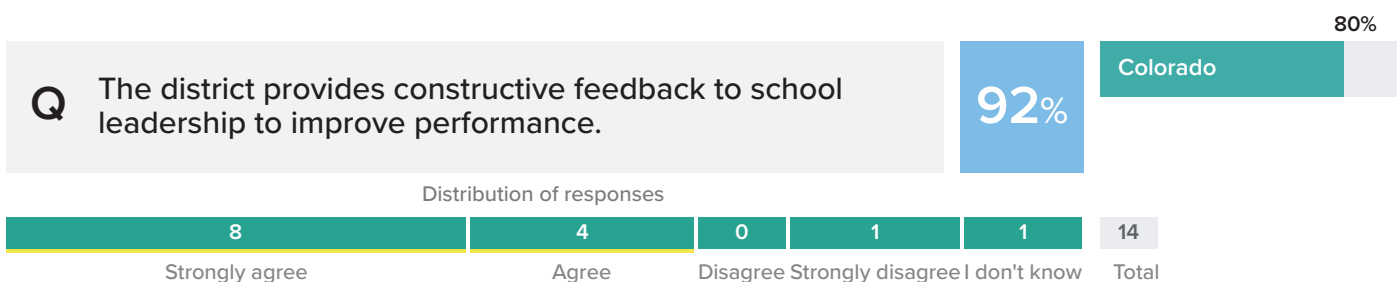 80%
Q The district provides constructive feedback to school
leadership to improve performance.
92%
Colorado
Distribution of responses
8 4 0 1 1 14
Strongly agree Agree Disagree Strongly disagree I don't know Total